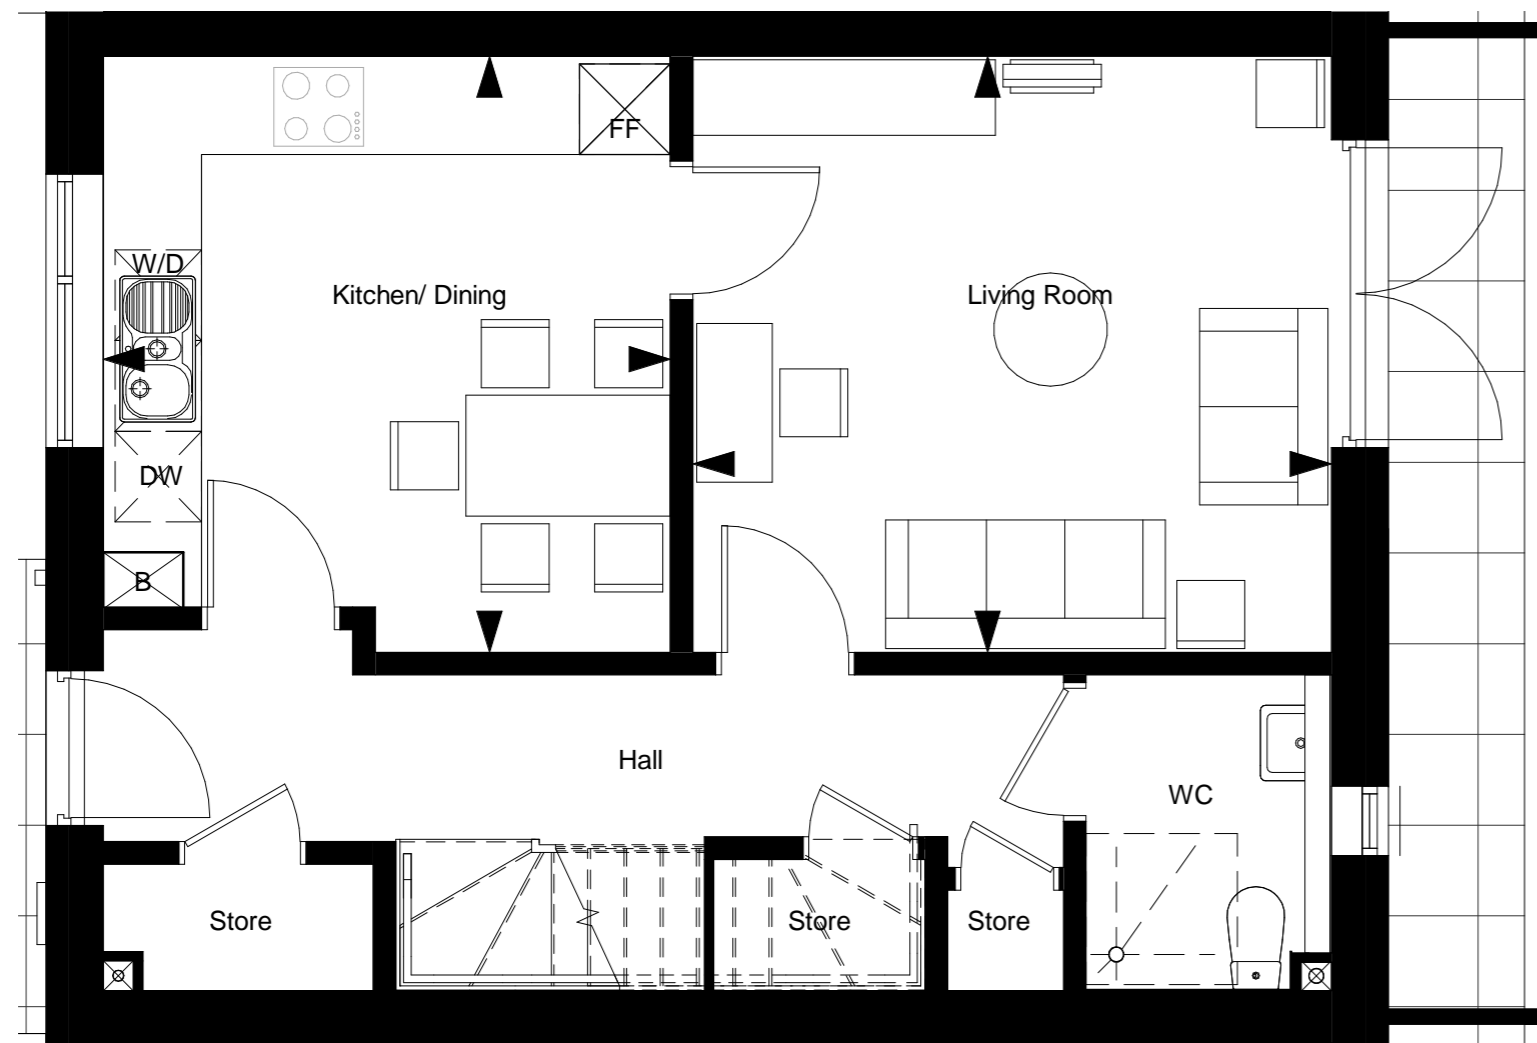 FF
W/D
Kitchen/ Dining
Living Room
DW
B
Hall
WC
Store
Store
Store